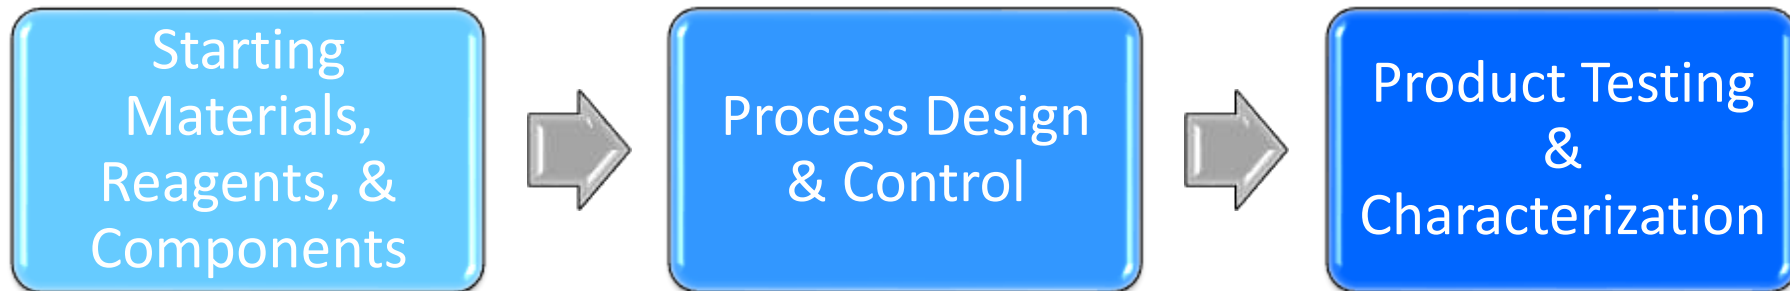 Starting
Materials,
Reagents, &
Components
Process Design
& Control
Product Testing
&
Characterization